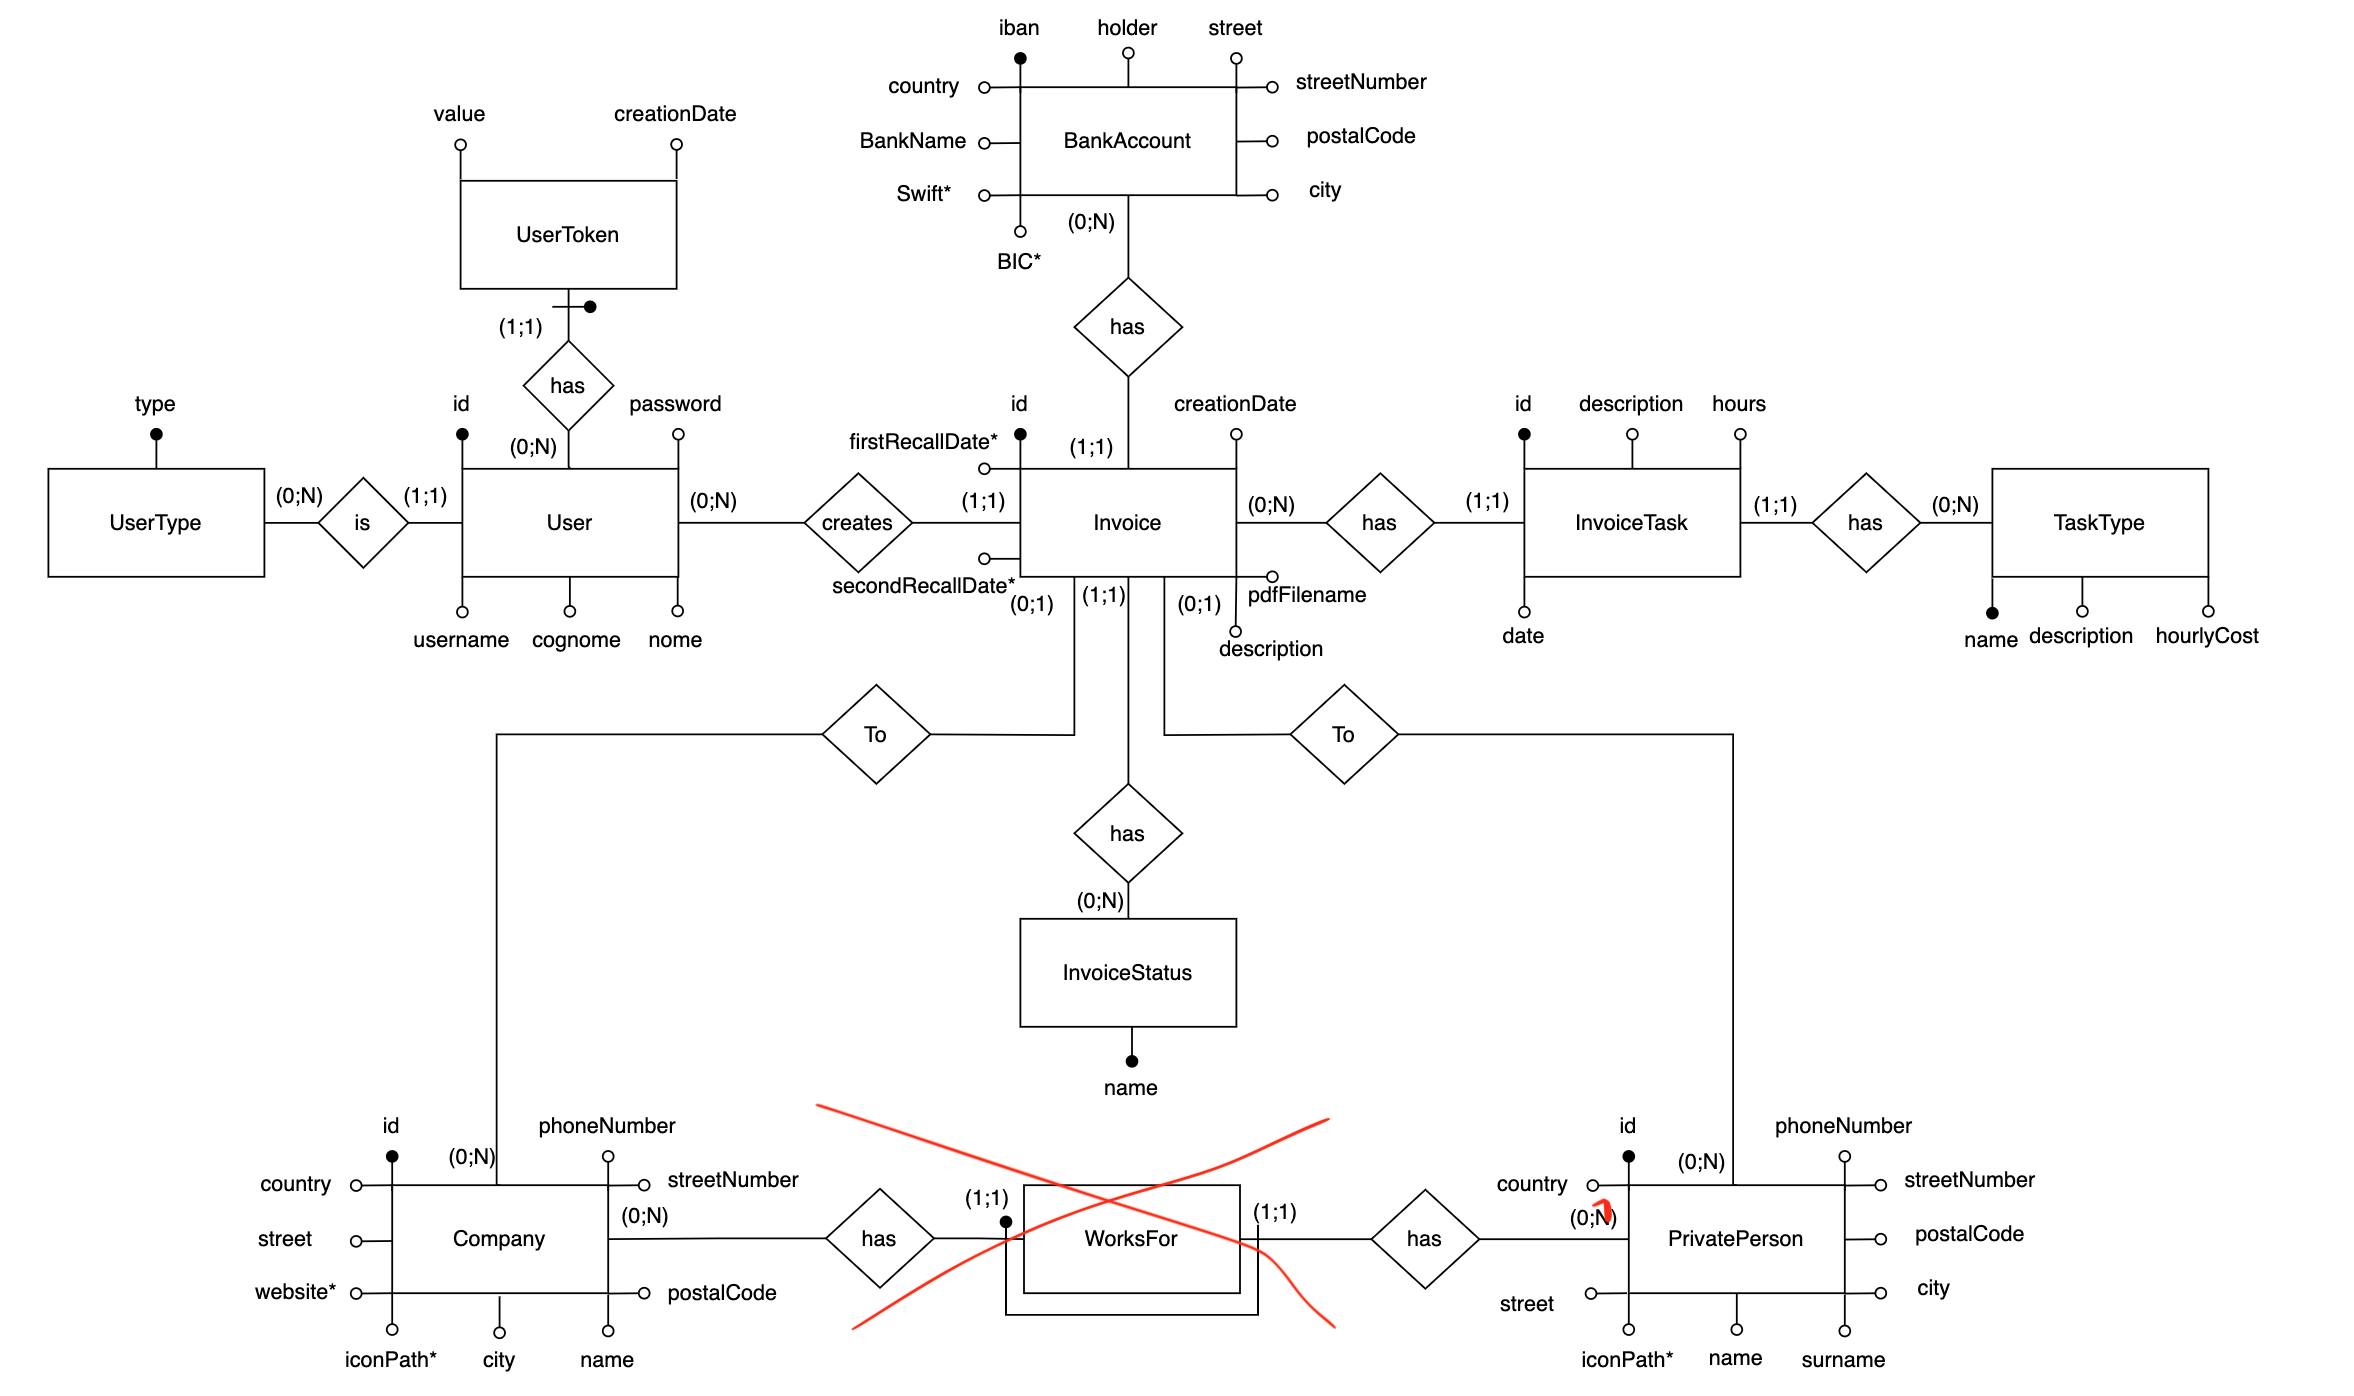 iban
holder
street
country
streetNumber
BankName
BankAccount
postalCode
Swift*
city
(0;N)
BIC*
value
creationDate
UserToken
(1;1)
has
has
type
id
password
(0;N)
id
creationDate
firstRecallDate*
(1;1)
id
description
hours
UserType
(0;N)
is
(1;1)
User
(0;N)
creates
(1;1)
Invoice
(0;N)
has
(1;1)
InvoiceTask
(1;1)
has
(0;N)
TaskType
secondRecallDate*
(0;1)
(1;1)
(0;1)
pdfFilename
description
username
cognome
nome
date
name
description
hourlyCost
To
To
has
(0;N)
InvoiceStatus
name
id
phoneNumber
(0;N)
country
streetNumber
(0;N)
street
Company
website*
postalCode
iconPath*
city
name
has
(1;1)
WorksFor
(1;1)
has
id
phoneNumber
(0;N)
country
streetNumber
(0;N)
1
PrivatePerson
postalCode
street
city
iconPath*
name
surname